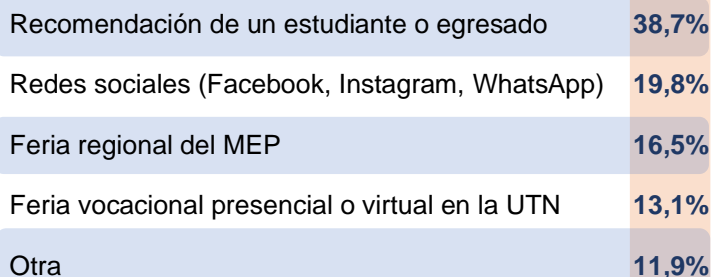 Recomendación de un estudiante o egresado 38,7%
Redes sociales (Facebook, Instagram, WhatsApp) 19,8%
Feria regional del MEP 16,5%
Feria vocacional presencial o virtual en la UTN 13,1%
Otra 11,9%